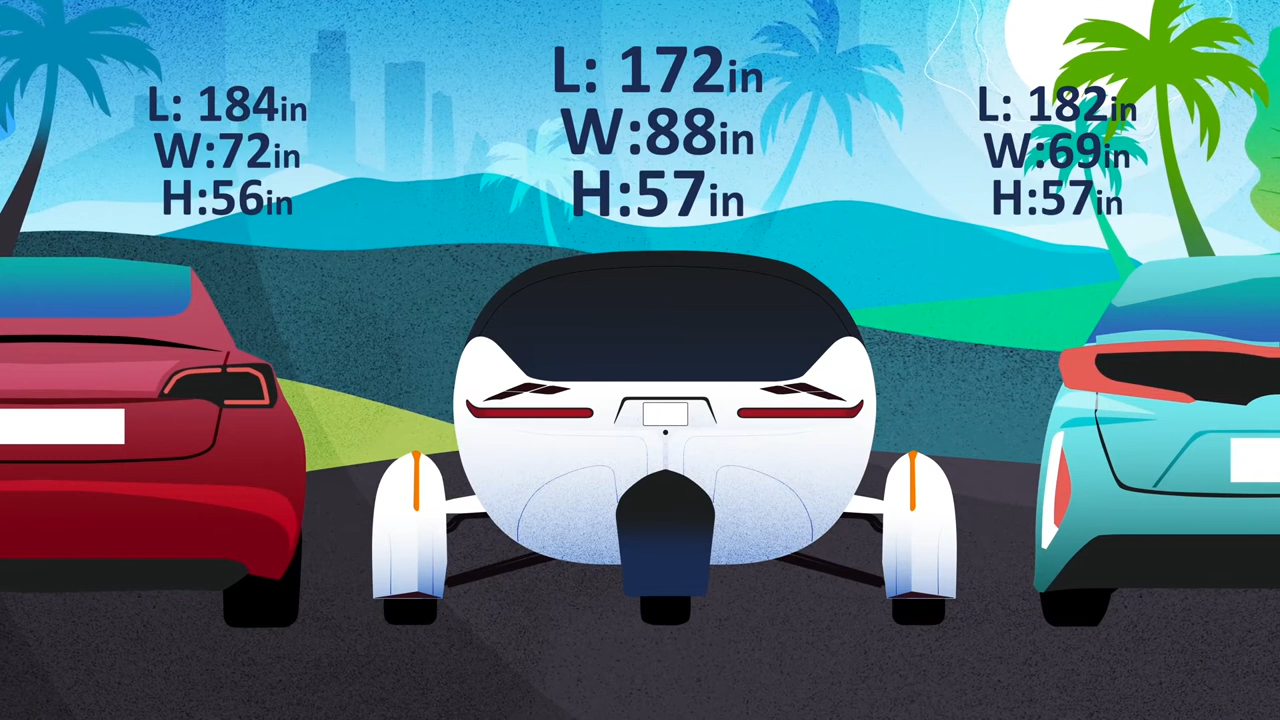 L: 184in
W:72in
H:56in
L: 172in
W:88in
H:57in
L: 182in
W:69in
H:57in